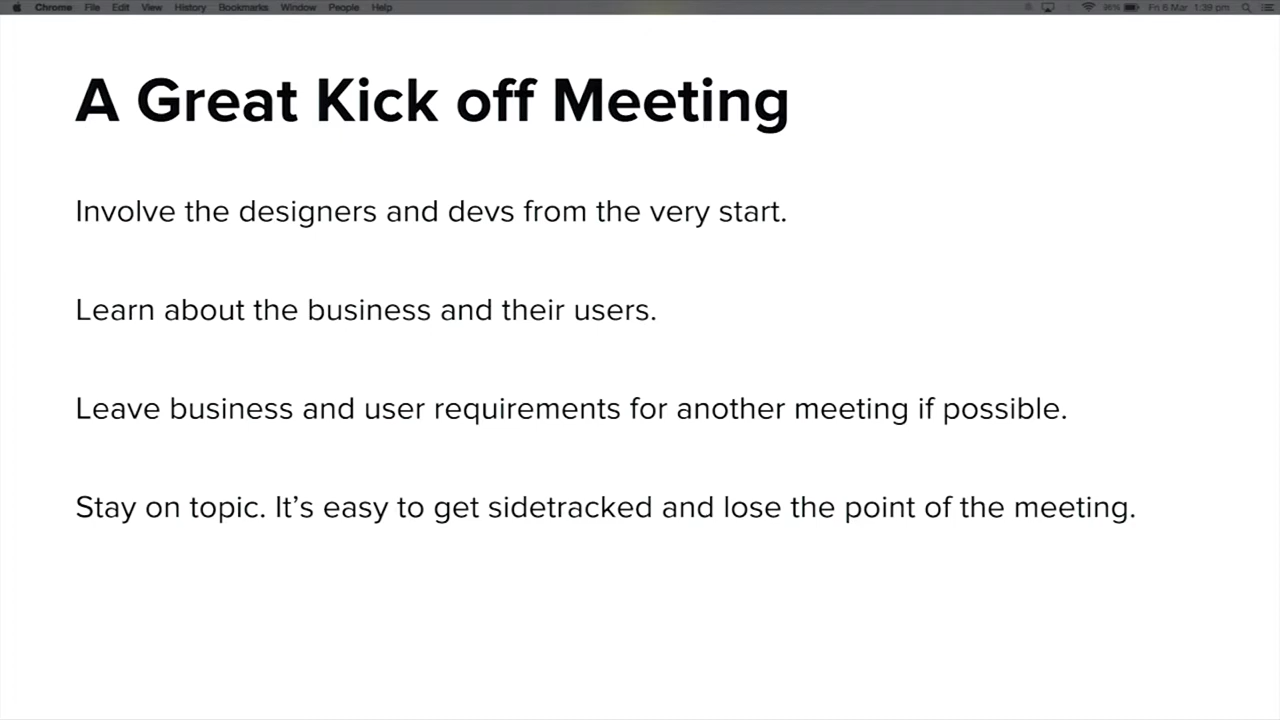 Chrome File Edit View History Bookmarks Window People Help Fri 6 Mar 1:39 pm
A Great Kick off Meeting
Involve the designers and devs from the very start.
Learn about the business and their users.
Leave business and user requirements for another meeting if possible.
Stay on topic. It’s easy to get sidetracked and lose the point of the meeting.